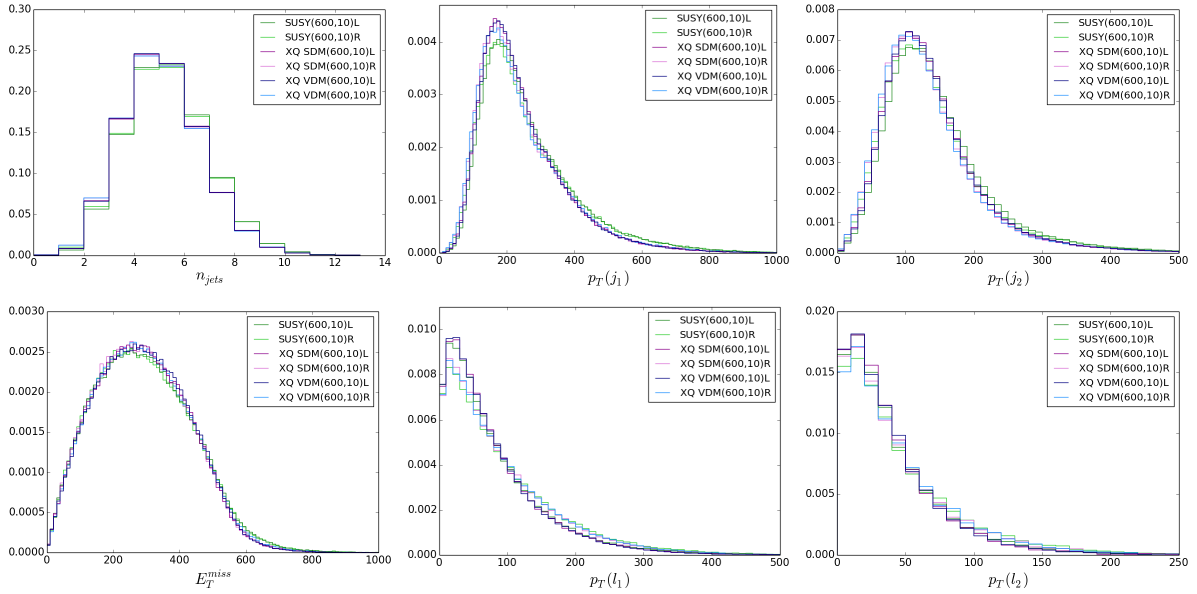 0.30
0.25
0.20
0.15
0.10
0.05
0.00
0 2 4 6 8 10 12 14
n_jets
SUSY(600,10)L
SUSY(600,10)R
XQ SDM(600,10)L
XQ SDM(600,10)R
XQ VDM(600,10)L
XQ VDM(600,10)R
0.004
0.003
0.002
0.001
0.000
0 200 400 600 800 1000
p_T(j_1)
SUSY(600,10)L
SUSY(600,10)R
XQ SDM(600,10)L
XQ SDM(600,10)R
XQ VDM(600,10)L
XQ VDM(600,10)R
0.008
0.007
0.006
0.005
0.004
0.003
0.002
0.001
0.000
0 100 200 300 400 500
p_T(j_2)
SUSY(600,10)L
SUSY(600,10)R
XQ SDM(600,10)L
XQ SDM(600,10)R
XQ VDM(600,10)L
XQ VDM(600,10)R
0.0030
0.0025
0.0020
0.0015
0.0010
0.0005
0.0000
0 200 400 600 800 1000
E_T^miss
SUSY(600,10)L
SUSY(600,10)R
XQ SDM(600,10)L
XQ SDM(600,10)R
XQ VDM(600,10)L
XQ VDM(600,10)R
0.010
0.008
0.006
0.004
0.002
0.000
0 100 200 300 400 500
p_T(l_1)
SUSY(600,10)L
SUSY(600,10)R
XQ SDM(600,10)L
XQ SDM(600,10)R
XQ VDM(600,10)L
XQ VDM(600,10)R
0.020
0.015
0.010
0.005
0.000
0 50 100 150 200 250
p_T(l_2)
SUSY(600,10)L
SUSY(600,10)R
XQ SDM(600,10)L
XQ SDM(600,10)R
XQ VDM(600,10)L
XQ VDM(600,10)R